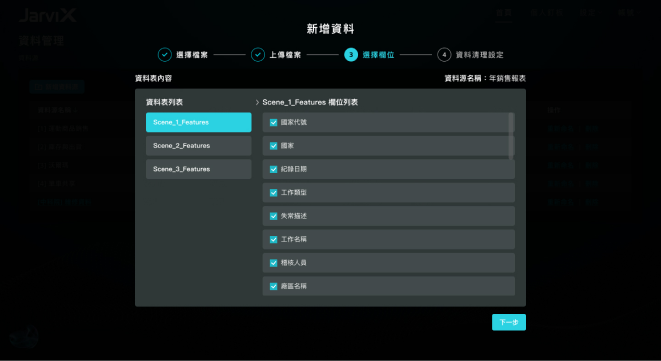 JarviX
資料管理
新增資料
選擇檔案
上傳檔案
3 選擇欄位
4 資料清理設定
資料表內容
資料源名稱：年銷售報表
資料表列表
> Scene_1_Features 欄位列表
Scene_1_Features
Scene_2_Features
Scene_3_Features
國家代號
國家
記錄日期
工作類型
失常描述
工作名稱
稽核人員
廠區名稱
下一步